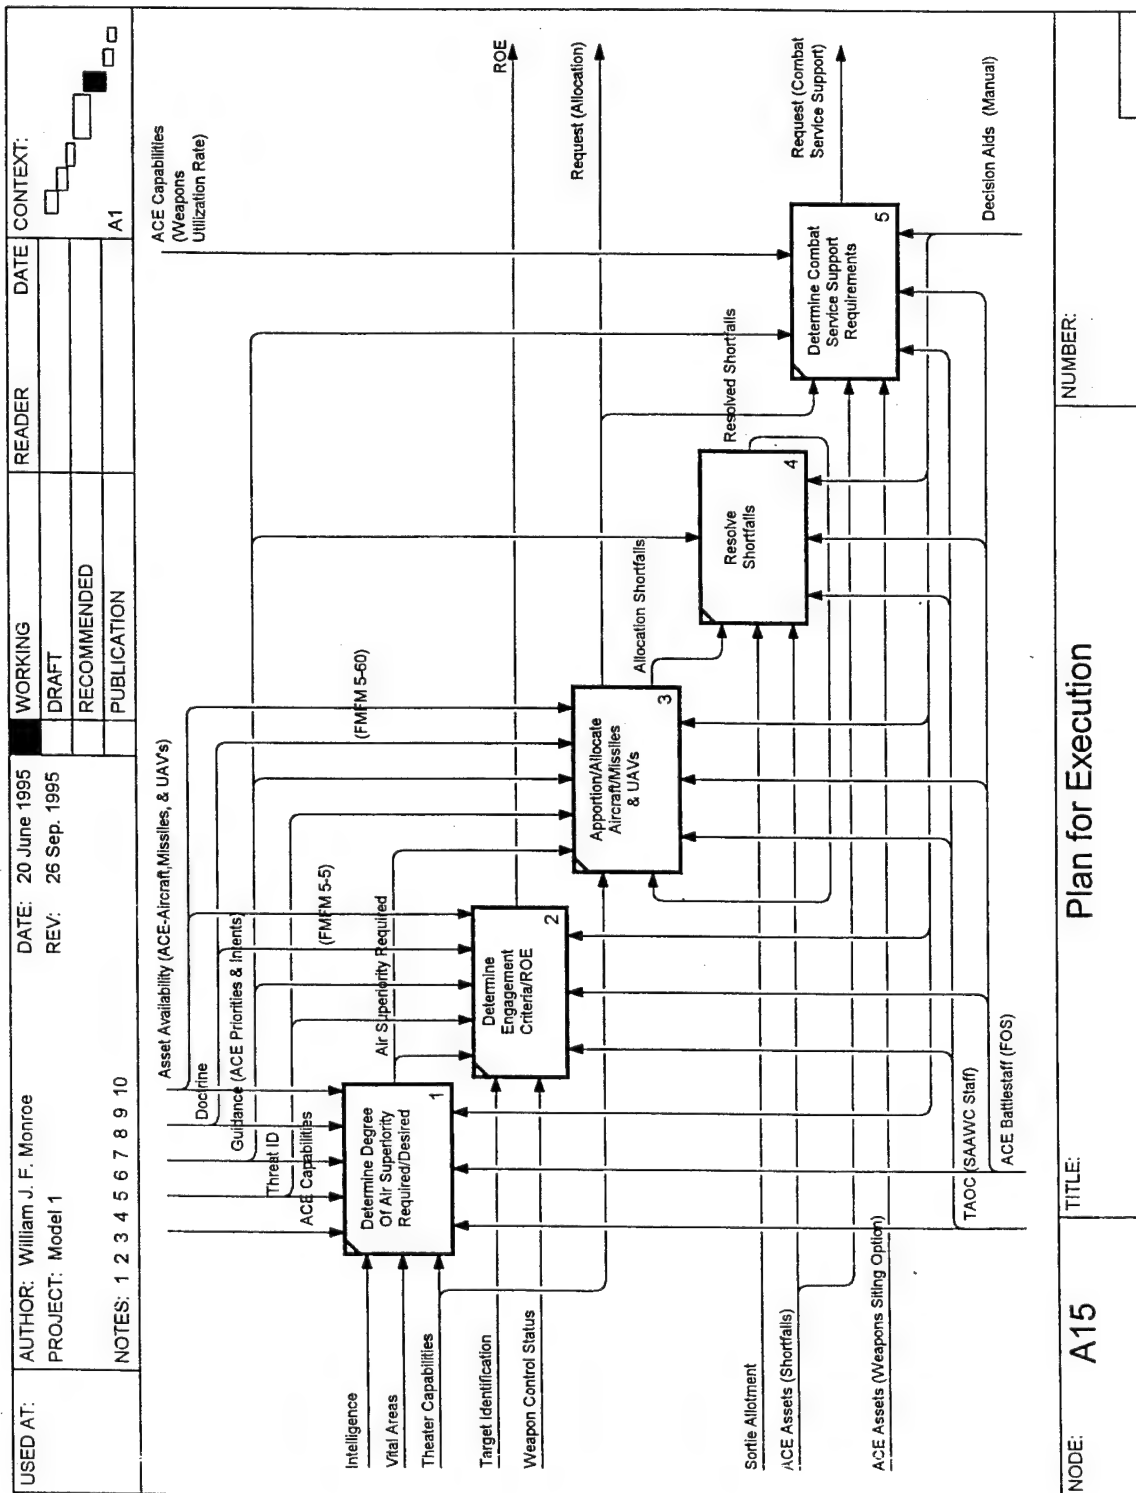 USED AT:
AUTHOR: William J. F. Monroe
PROJECT: Model 1
NOTES: 1 2 3 4 5 6 7 8 9 10
DATE: 20 June 1995
REV: 26 Sep. 1995
WORKING
DRAFT
RECOMMENDED
PUBLICATION
READER
DATE
CONTEXT:
A1
Asset Availability (ACE-Aircraft,Missiles, & UAV's)
Doctrine
Guidance (ACE Priorities & Intents)
Threat ID
ACE Capabilities
(FMFM 5-5)
(FMFM 5-60)
ACE Capabilities
(Weapons
Utilization Rate)
Intelligence
Vital Areas
Theater Capabilities
Determine Degree
Of Air Superiority
Required/Desired
1
Air Superiority Required
Target Identification
Weapon Control Status
Determine
Engagement
Criteria/ROE
2
ROE
Apportion/Allocate
Aircraft/Missiles
& UAVs
3
Request (Allocation)
Allocation Shortfalls
Resolve
Shortfalls
4
Resolved Shortfalls
Sortie Allotment
ACE Assets (Shortfalls)
ACE Assets (Weapons Siting Option)
Determine Combat
Service Support
Requirements
5
Request (Combat
Service Support)
TAOC (SAAWC Staff)
ACE Battlestaff (FOS)
Decision Aids (Manual)
NODE:
A15
TITLE:
Plan for Execution
NUMBER: